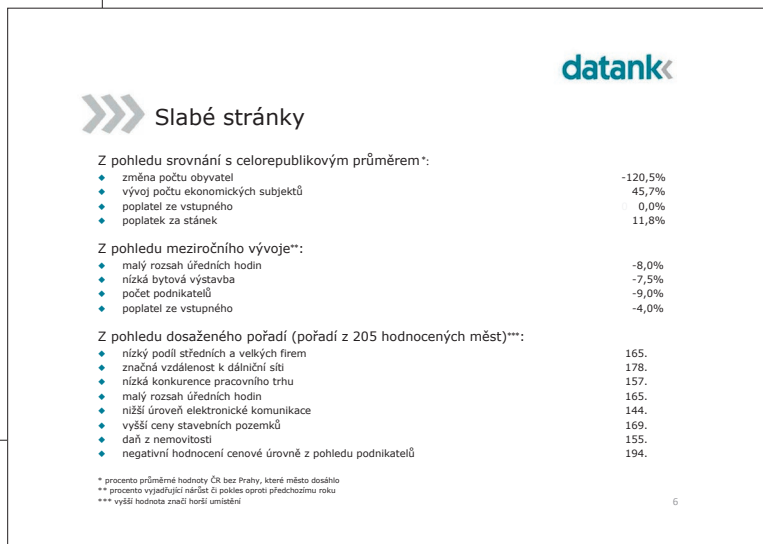 datank
Slabé stránky
Z pohledu srovnání s celorepublikovým průměrem*:
změna počtu obyvatel -120,5%
vývoj počtu ekonomických subjektů 45,7%
poplatel ze vstupného 0,0%
poplatek za stánek 11,8%
Z pohledu meziročního vývoje**:
malý rozsah úředních hodin -8,0%
nízká bytová výstavba -7,5%
počet podnikatelů -9,0%
poplatel ze vstupného -4,0%
Z pohledu dosaženého pořadí (pořadí z 205 hodnocených měst)***:
nízký podíl středních a velkých firem 165.
značná vzdálenost k dálniční síti 178.
nízká konkurence pracovního trhu 157.
malý rozsah úředních hodin 165.
nižší úroveň elektronické komunikace 144.
vyšší ceny stavebních pozemků 169.
daň z nemovitosti 155.
negativní hodnocení cenové úrovně z pohledu podnikatelů 194.
* procento průměrné hodnoty ČR bez Prahy, které město dosáhlo
** procento vyjadřující nárůst či pokles oproti předchozímu roku
*** vyšší hodnota značí horší umístění
6